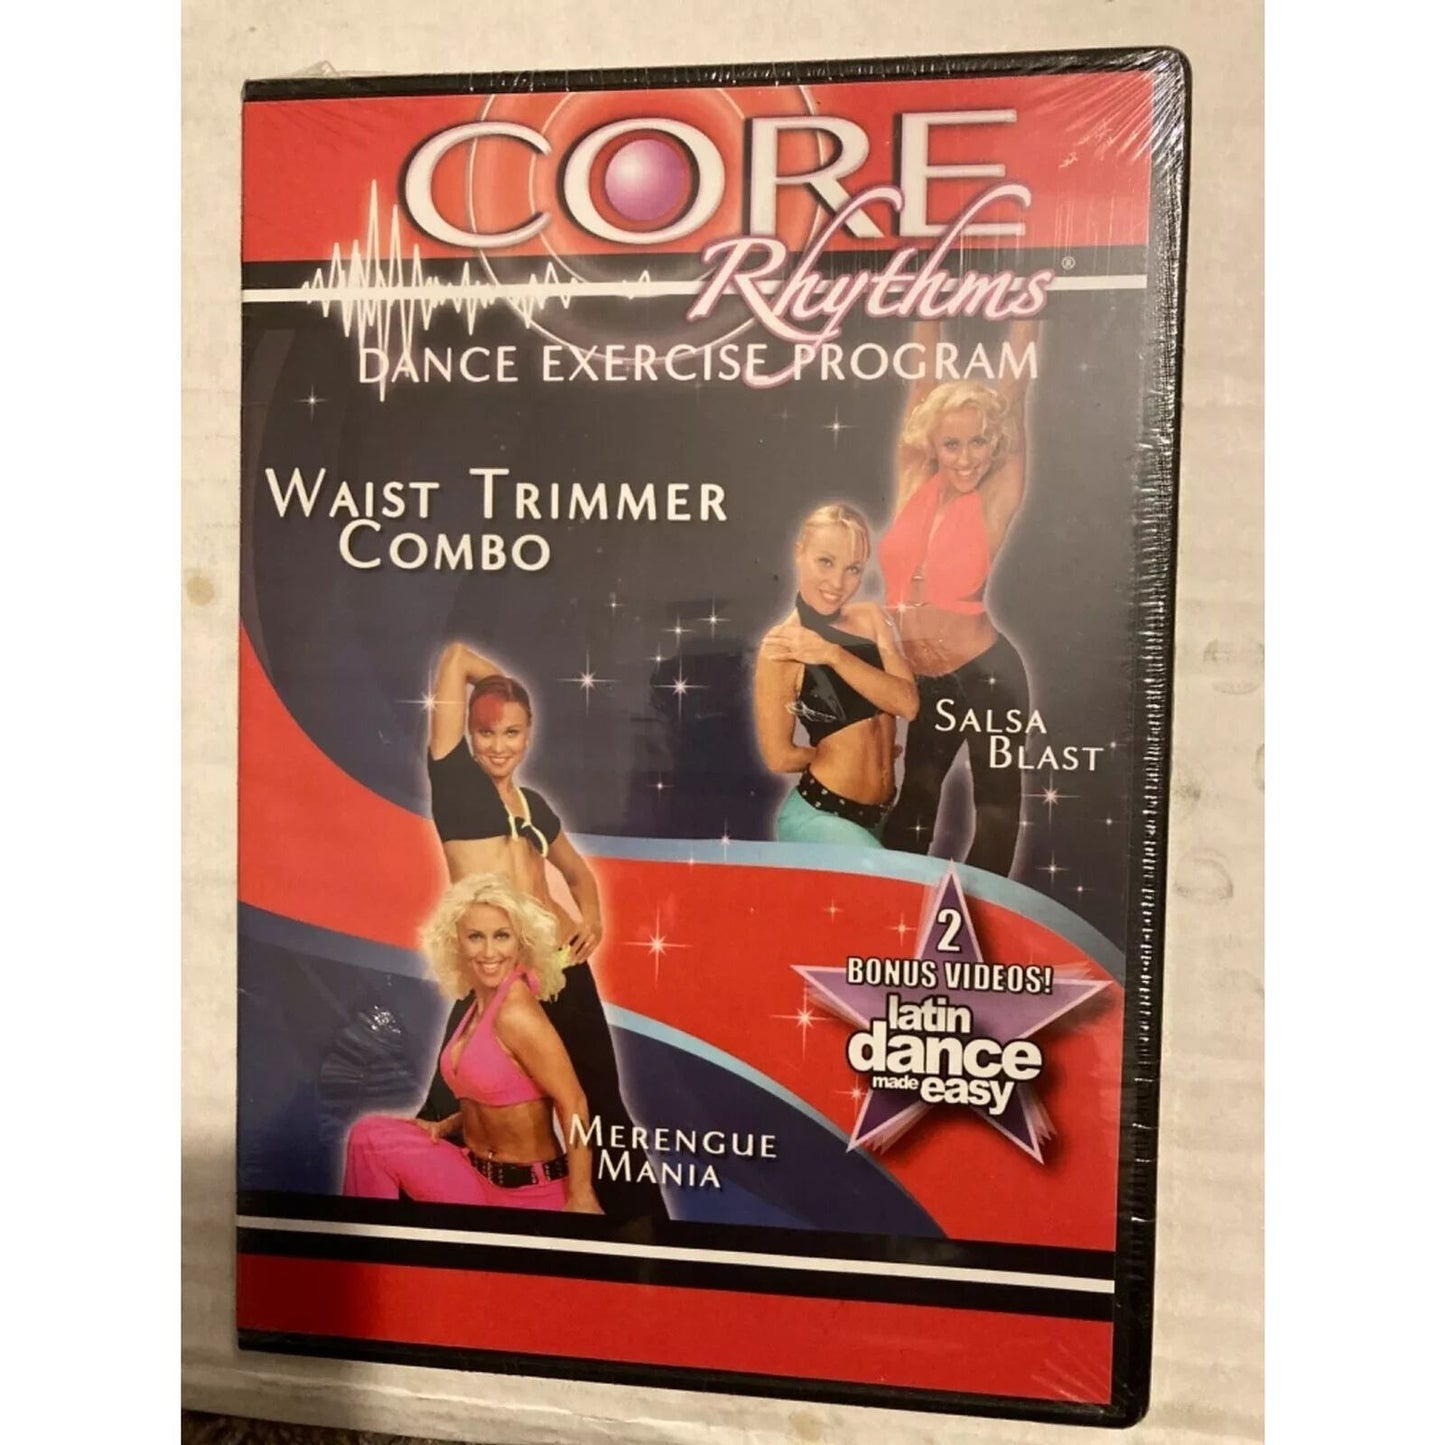 CORE
Rhythms®
DANCE EXERCISE PROGRAM
WAIST TRIMMER
COMBO
SALSA
BLAST
2
BONUS VIDEOS!
latin
dance
made easy
MERENGUE
MANIA